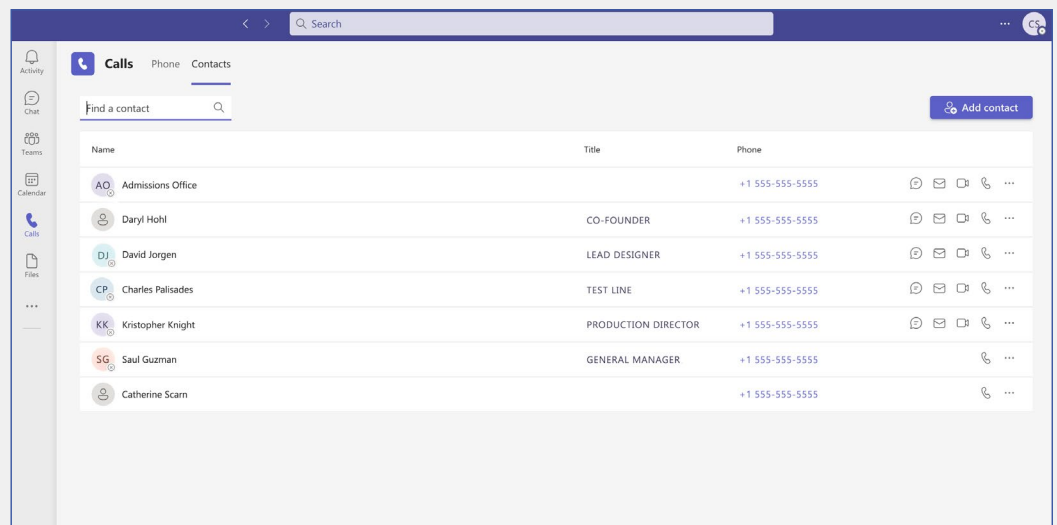 Search
CS
Activity
Chat
Teams
Calendar
Calls
Files
Calls Phone Contacts
Find a contact
Add contact
Name Title Phone
AO Admissions Office +1 555-555-5555
Daryl Hohl CO-FOUNDER +1 555-555-5555
DJ David Jorgen LEAD DESIGNER +1 555-555-5555
CP Charles Palisades TEST LINE +1 555-555-5555
KK Kristopher Knight PRODUCTION DIRECTOR +1 555-555-5555
SG Saul Guzman GENERAL MANAGER +1 555-555-5555
Catherine Scarn +1 555-555-5555